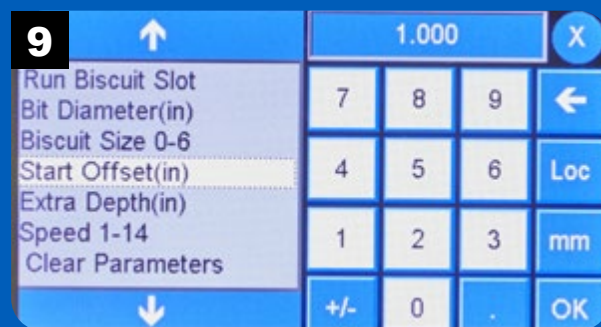 9
1.000
X
Run Biscuit Slot
Bit Diameter(in)
Biscuit Size 0-6
Start Offset(in)
Extra Depth(in)
Speed 1-14
Clear Parameters
7 8 9
4 5 6 Loc
1 2 3 mm
+/- 0 . OK